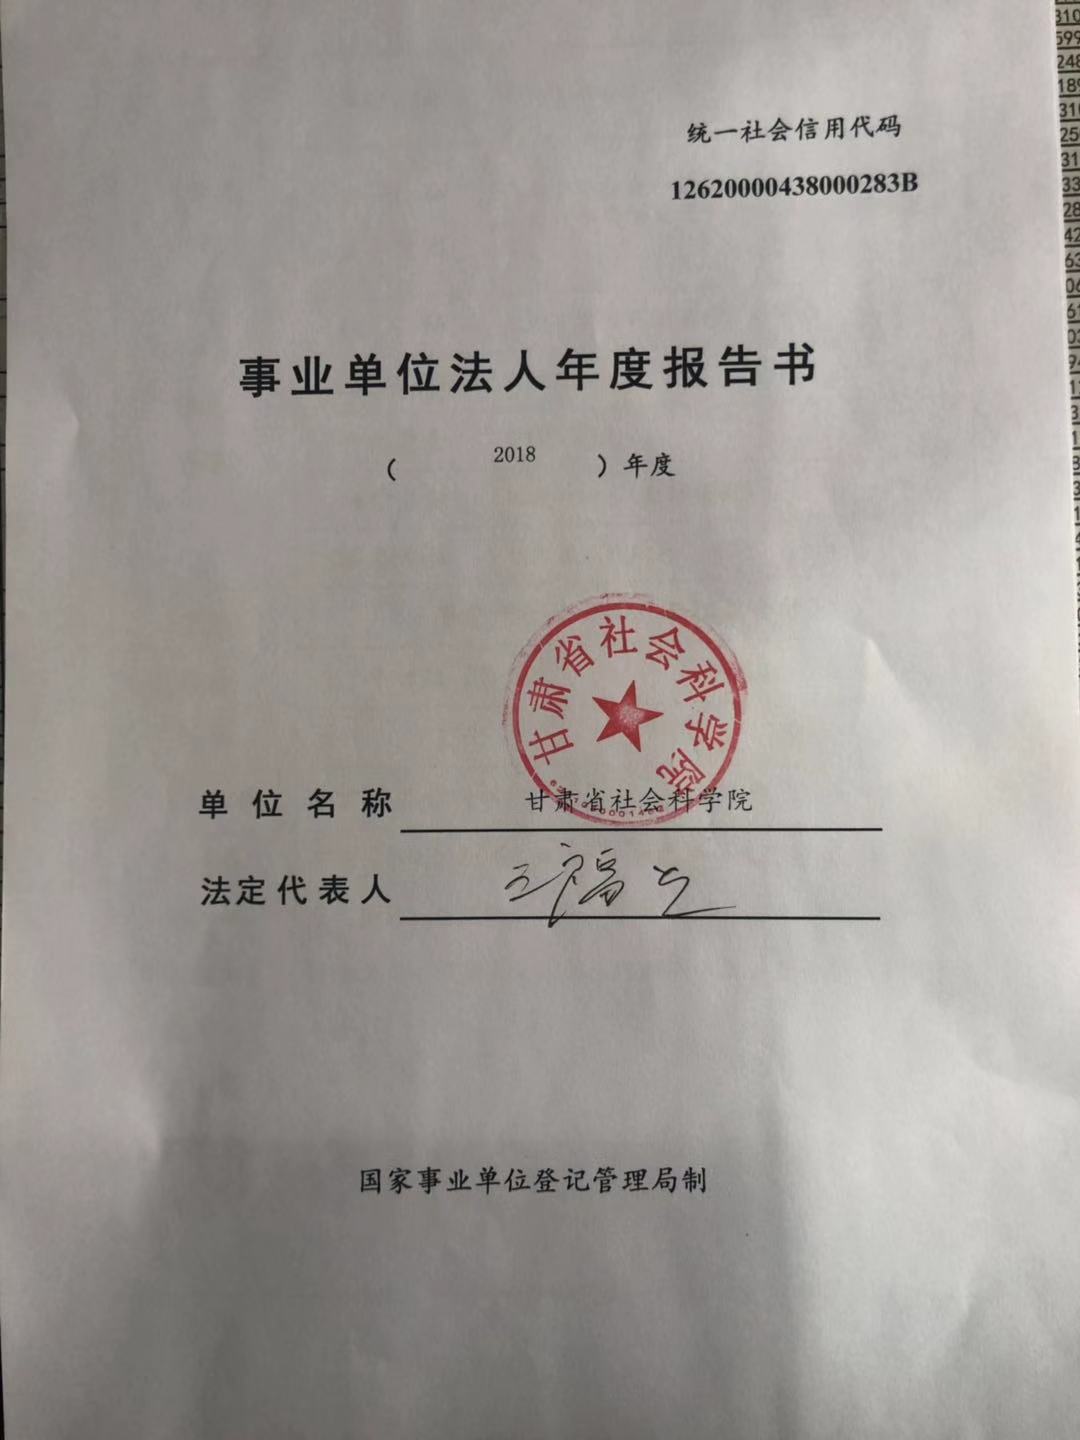 统一社会信用代码
12620000438000283B
事业单位法人年度报告书
( 2018 ) 年度
甘肃省社会科学院
单位名称 甘肃省社会科学院
法定代表人 王福生
国家事业单位登记管理局制